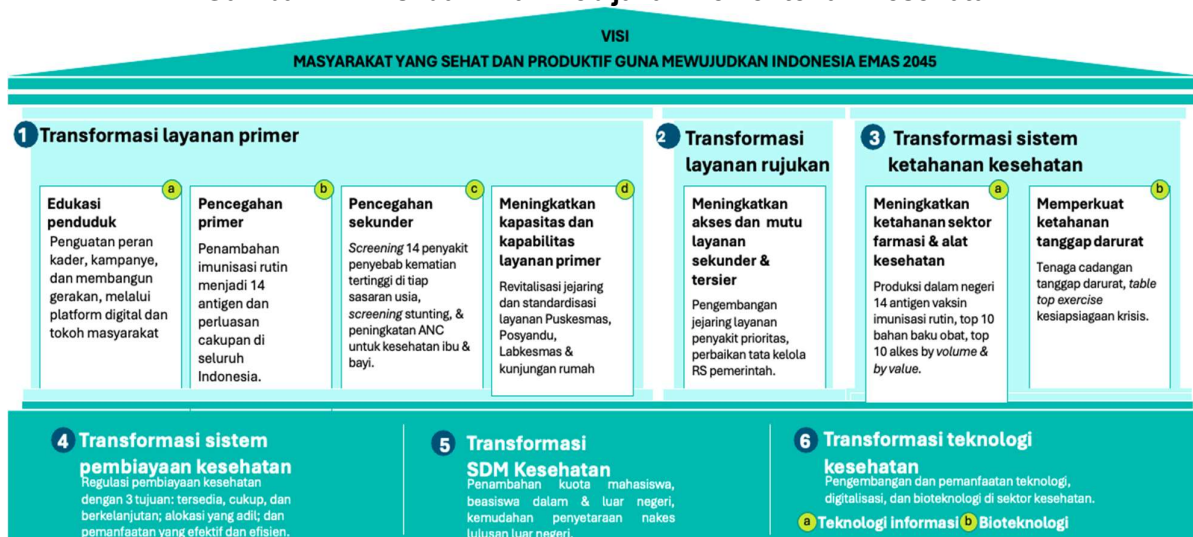 VISI
MASYARAKAT YANG SEHAT DAN PRODUKTIF GUNA MEWUJUDKAN INDONESIA EMAS 2045
1 Transformasi layanan primer
a
Edukasi
penduduk
Penguatan peran
kader, kampanye,
dan membangun
gerakan, melalui
platform digital dan
tokoh masyarakat
b
Pencegahan
primer
Penambahan
imunisasi rutin
menjadi 14
antigen dan
perluasan
cakupan di
seluruh
Indonesia.
c
Pencegahan
sekunder
Screening 14 penyakit
penyebab kematian
tertinggi di tiap
sasaran usia,
screening stunting, &
peningkatan ANC
untuk kesehatan ibu &
bayi.
d
Meningkatkan
kapasitas dan
kapabilitas
layanan primer
Revitalisasi jejaring
dan standardisasi
layanan Puskesmas,
Posyandu,
Labkesmas &
kunjungan rumah
2 Transformasi
layanan rujukan
Meningkatkan
akses dan mutu
layanan
sekunder &
tersier
Pengembangan
jejaring layanan
penyakit prioritas,
perbaikan tata kelola
RS pemerintah.
3 Transformasi sistem
ketahanan kesehatan
a
Meningkatkan
ketahanan sektor
farmasi & alat
kesehatan
Produksi dalam negeri
14 antigen vaksin
imunisasi rutin, top 10
bahan baku obat, top
10 alkes by volume &
by value.
b
Memperkuat
ketahanan
tanggap darurat
Tenaga cadangan
tanggap darurat, table
top exercise
kesiapsiagaan krisis.
4 Transformasi sistem
pembiayaan kesehatan
Regulasi pembiayaan kesehatan
dengan 3 tujuan: tersedia, cukup, dan
berkelanjutan; alokasi yang adil; dan
pemanfaatan yang efektif dan efisien.
5 Transformasi
SDM Kesehatan
Penambahan kuota mahasiswa,
beasiswa dalam & luar negeri,
kemudahan penyetaraan nakes
lulusan luar negeri.
6 Transformasi teknologi
kesehatan
Pengembangan dan pemanfaatan teknologi,
digitalisasi, dan bioteknologi di sektor kesehatan.
a Teknologi informasi b Bioteknologi